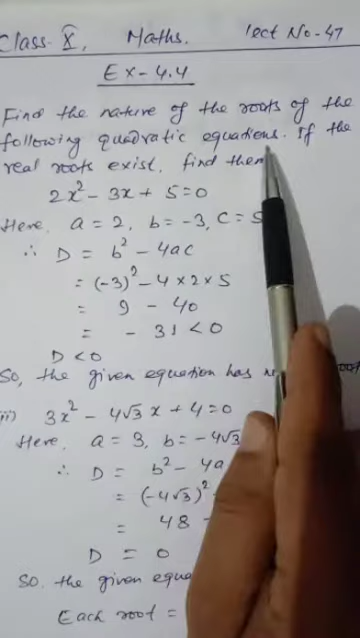 Class-X, Maths, lect No-47
Ex-4.4
Find the nature of the roots of the
following quadratic equations. If the
real roots exist, find them
2x² - 3x + 5 = 0
Here, a = 2, b = -3, c = 5
∴ D = b² - 4ac
= (-3)² - 4 × 2 × 5
= 9 - 40
= - 31 < 0
D < 0
So, the given equation has
ii) 3x² - 4√3 x + 4 = 0
Here, a = 3, b = -4√3
∴ D = b² - 4a
= (-4√3)²
= 48 -
D = 0
So, the given equa
Each root =